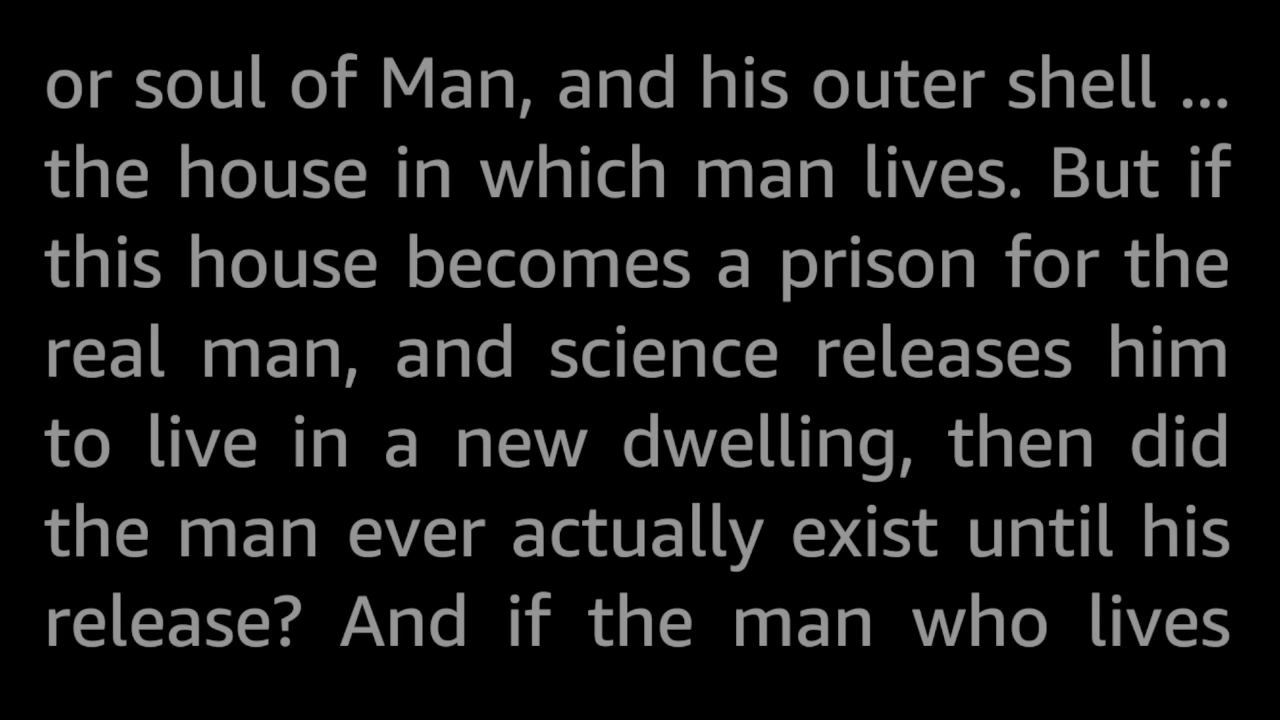 or soul of Man, and his outer shell ...
the house in which man lives. But if
this house becomes a prison for the
real man, and science releases him
to live in a new dwelling, then did
the man ever actually exist until his
release? And if the man who lives